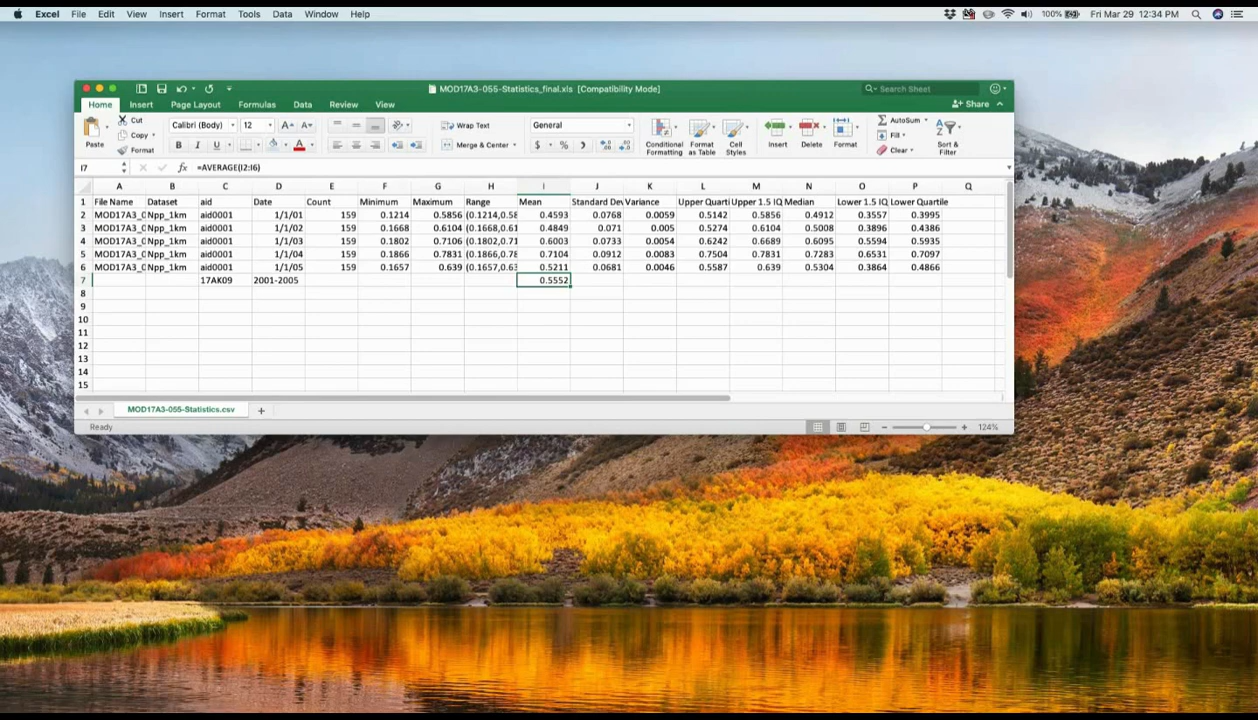 Excel File Edit View Insert Format Tools Data Window Help 100% Fri Mar 29 12:34 PM
MOD17A3-055-Statistics_final.xls [Compatibility Mode] Search Sheet
Home Insert Page Layout Formulas Data Review View Share
Paste Cut Copy Format Calibri (Body) 12 A A B I U A Wrap Text Merge & Center General $ % Conditional Formatting Format as Table Cell Styles Insert Delete Format AutoSum Fill Clear Sort & Filter
I7 fx =AVERAGE(I2:I6)
A B C D E F G H I J K L M N O P Q
1 File Name Dataset aid Date Count Minimum Maximum Range Mean Standard Dev Variance Upper Quarti Upper 1.5 IQ Median Lower 1.5 IQ Lower Quartile
2 MOD17A3_0 Npp_1km aid0001 1/1/01 159 0.1214 0.5856 (0.1214,0.58 0.4593 0.0768 0.0059 0.5142 0.5856 0.4912 0.3557 0.3995
3 MOD17A3_0 Npp_1km aid0001 1/1/02 159 0.1668 0.6104 (0.1668,0.61 0.4849 0.071 0.005 0.5274 0.6104 0.5008 0.3896 0.4386
4 MOD17A3_0 Npp_1km aid0001 1/1/03 159 0.1802 0.7106 (0.1802,0.71 0.6003 0.0733 0.0054 0.6242 0.6689 0.6095 0.5594 0.5935
5 MOD17A3_0 Npp_1km aid0001 1/1/04 159 0.1866 0.7831 (0.1866,0.78 0.7104 0.0912 0.0083 0.7504 0.7831 0.7283 0.6531 0.7097
6 MOD17A3_0 Npp_1km aid0001 1/1/05 159 0.1657 0.639 (0.1657,0.63 0.5211 0.0681 0.0046 0.5587 0.639 0.5304 0.3864 0.4866
7 17AK09 2001-2005 0.5552
8
9
10
11
12
13
14
15
MOD17A3-055-Statistics.csv +
Ready 124%